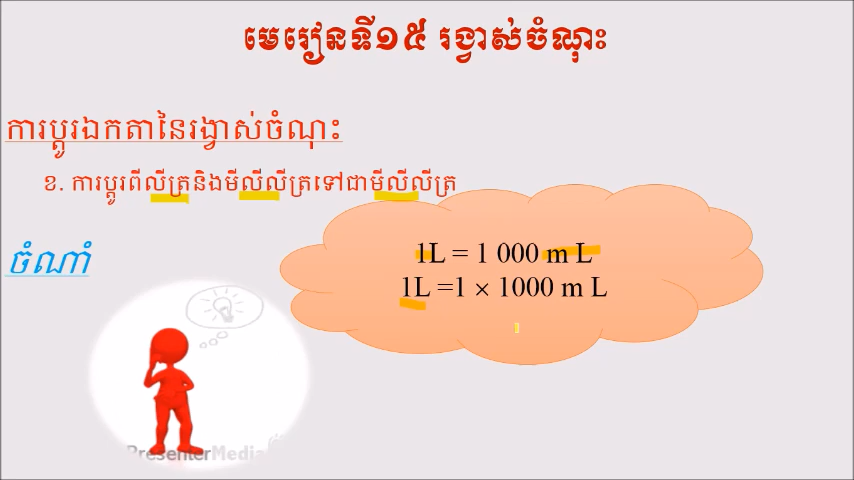 មេរៀនទី១៥ រង្វាស់ចំណុះ
ការប្ដូរឯកតានៃរង្វាស់ចំណុះ
ខ. ការប្ដូរពីលីត្រនិងមីលីលីត្រទៅជាមីលីលីត្រ
ចំណាំ
1L = 1 000 m L
1L =1 × 1000 m L
PresenterMedia